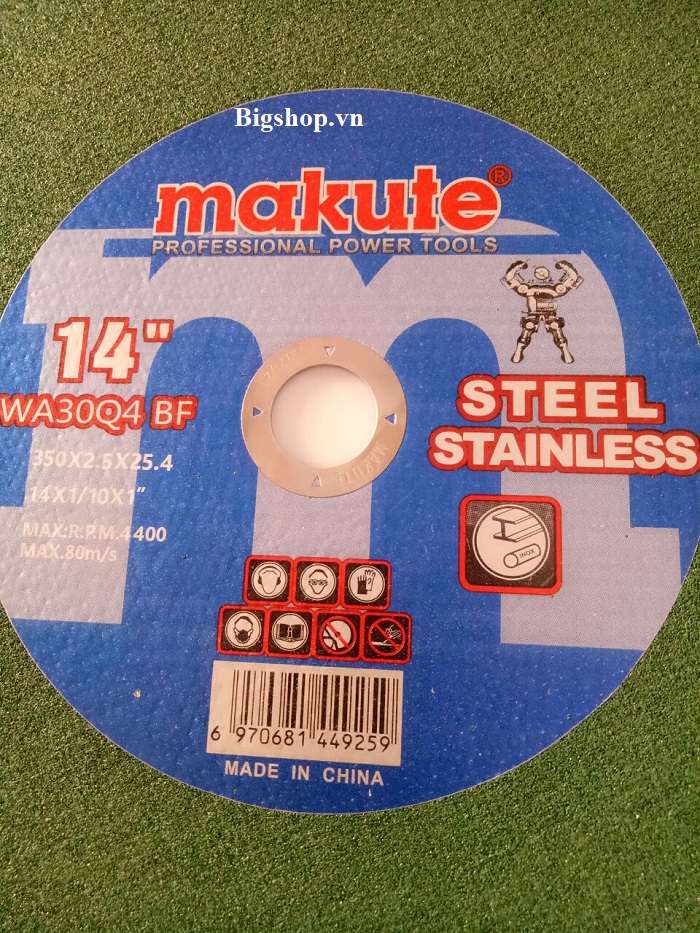 Bigshop.vn
makute®
PROFESSIONAL POWER TOOLS
14"
WA30Q4 BF
STEEL
STAINLESS
350X2.5X25.4
14X1/10X1"
MAX:R.P.M.4400
MAX.80m/s
MAKUTE
INOX
6 970681 449259
MADE IN CHINA